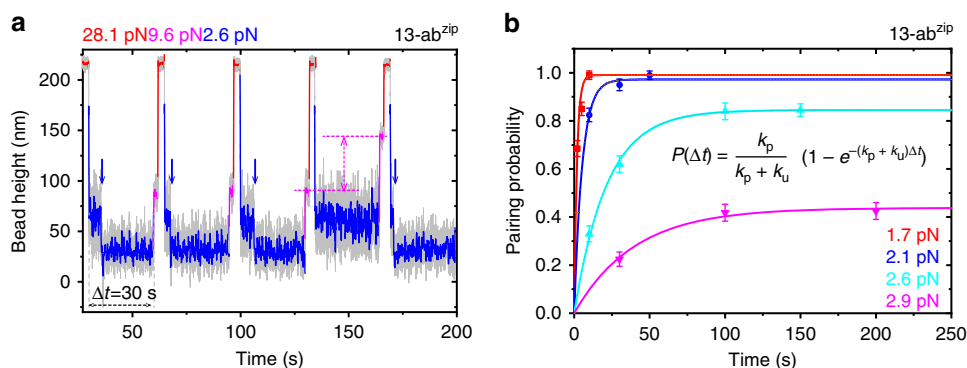 a
28.1 pN 9.6 pN 2.6 pN
13-ab^zip
Bead height (nm)
200
150
100
50
0
Δt=30 s
50
100
150
200
Time (s)
b
13-ab^zip
Pairing probability
1.0
0.8
0.6
0.4
0.2
0.0
P(Δt) = k_p / (k_p + k_u) (1 – e^–(k_p + k_u)Δt)
1.7 pN
2.1 pN
2.6 pN
2.9 pN
0
50
100
150
200
250
Time (s)